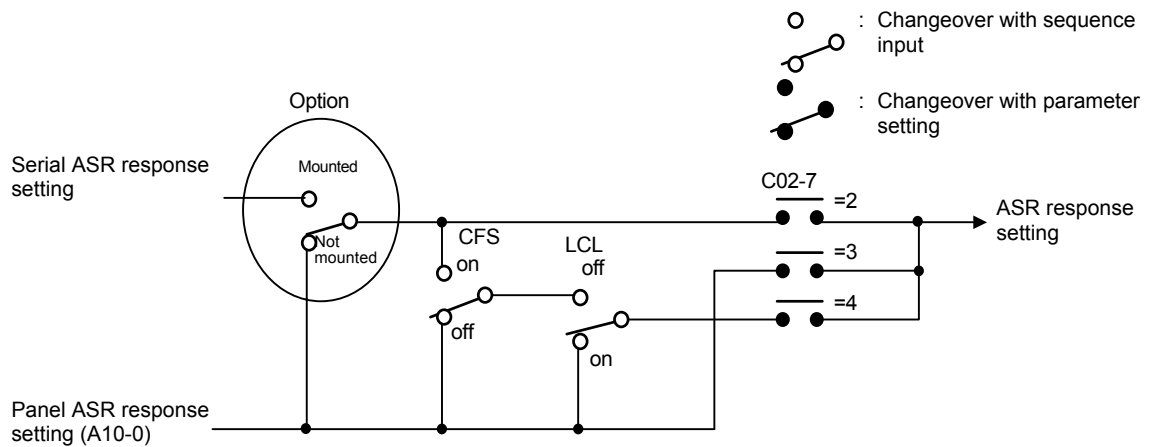 : Changeover with sequence
input
: Changeover with parameter
setting
Option
Serial ASR response
setting
Mounted
Not
mounted
CFS
on
off
LCL
off
on
C02-7
=2
=3
=4
ASR response
setting
Panel ASR response
setting (A10-0)